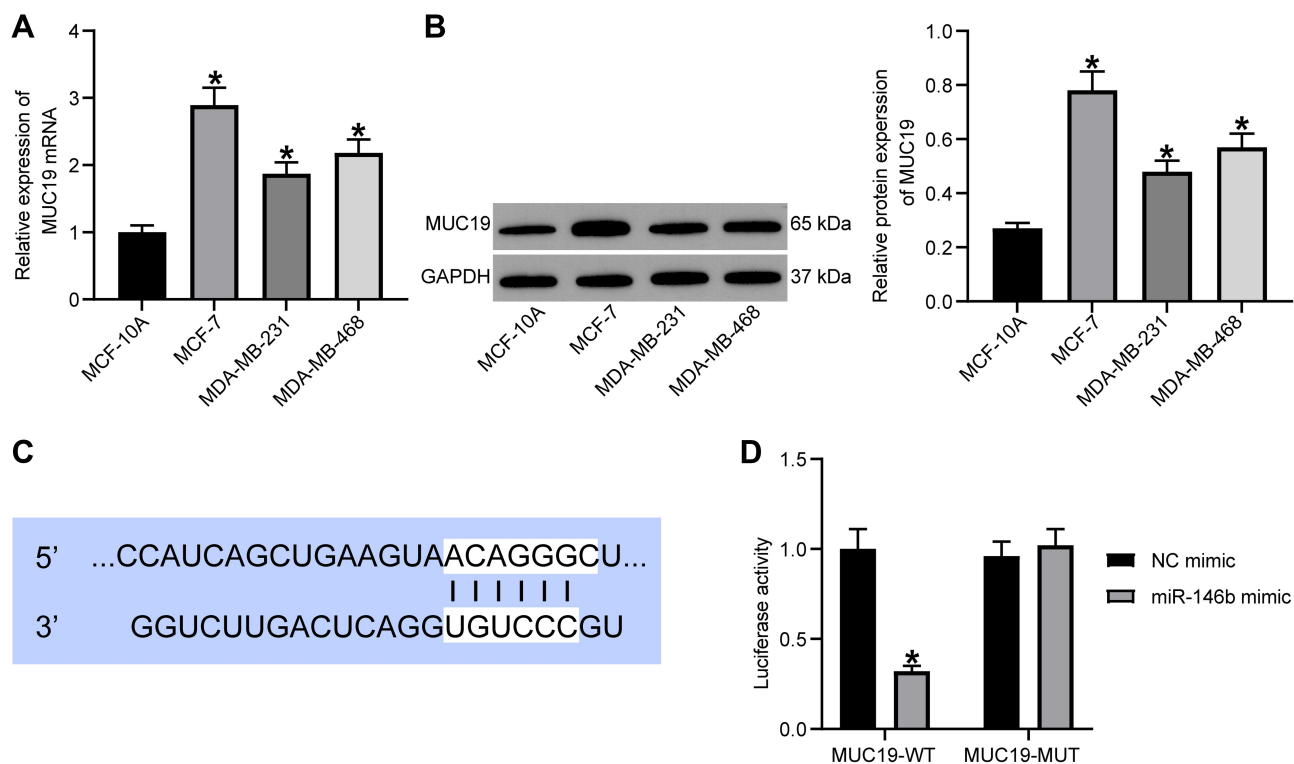 A
Relative expression of
MUC19 mRNA
4
3
2
1
0
*
*
*
MCF-10A
MCF-7
MDA-MB-231
MDA-MB-468
B
MUC19
65 kDa
GAPDH
37 kDa
MCF-10A
MCF-7
MDA-MB-231
MDA-MB-468
Relative protein experssion
of MUC19
1.0
0.8
0.6
0.4
0.2
0.0
*
*
*
MCF-10A
MCF-7
MDA-MB-231
MDA-MB-468
C
5’ ...CCAUCAGCUGAAGUAACAGGGCU...
3’ GGUCUUGACUCAGGUGUCCCGU
D
Luciferase activity
1.5
1.0
0.5
0.0
*
MUC19-WT
MUC19-MUT
NC mimic
miR-146b mimic